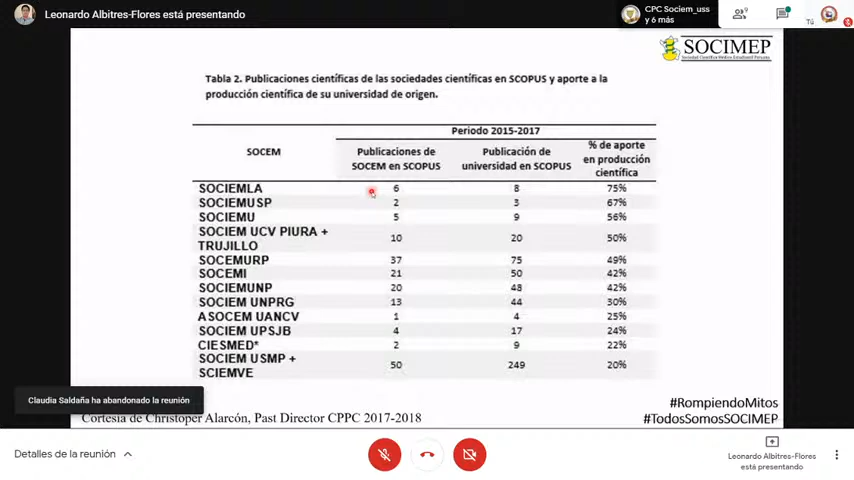 Leonardo Albitres-Flores está presentando
CPC Sociem_uss
y 6 más
9
Tú
SOCIMEP
Sociedad Científica Médico Estudiantil Peruana
Tabla 2. Publicaciones científicas de las sociedades científicas en SCOPUS y aporte a la
producción científica de su universidad de origen.
Periodo 2015-2017
SOCEM
Publicaciones de
SOCEM en SCOPUS
Publicación de
universidad en SCOPUS
% de aporte
en producción
científica
SOCIEMLA 6 8 75%
SOCIEMUSP 2 3 67%
SOCIEMU 5 9 56%
SOCIEM UCV PIURA +
TRUJILLO 10 20 50%
SOCEMURP 37 75 49%
SOCEMI 21 50 42%
SOCIEMUNP 20 48 42%
SOCIEM UNPRG 13 44 30%
ASOCEM UANCV 1 4 25%
SOCIEM UPSJB 4 17 24%
CIESMED* 2 9 22%
SOCIEM USMP +
SCIEMVE 50 249 20%
Claudia Saldaña ha abandonado la reunión
Cortesía de Christoper Alarcón, Past Director CPPC 2017-2018
#RompiendoMitos
#TodosSomosSOCIMEP
Detalles de la reunión
Leonardo Albitres-Flores
está presentando